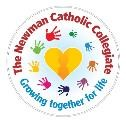 The Newman Catholic Collegiate
Growing together for life